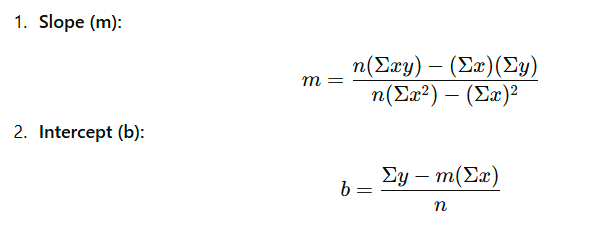 1. Slope (m):
m = n(Σxy) − (Σx)(Σy) / n(Σx²) − (Σx)²
2. Intercept (b):
b = Σy − m(Σx) / n